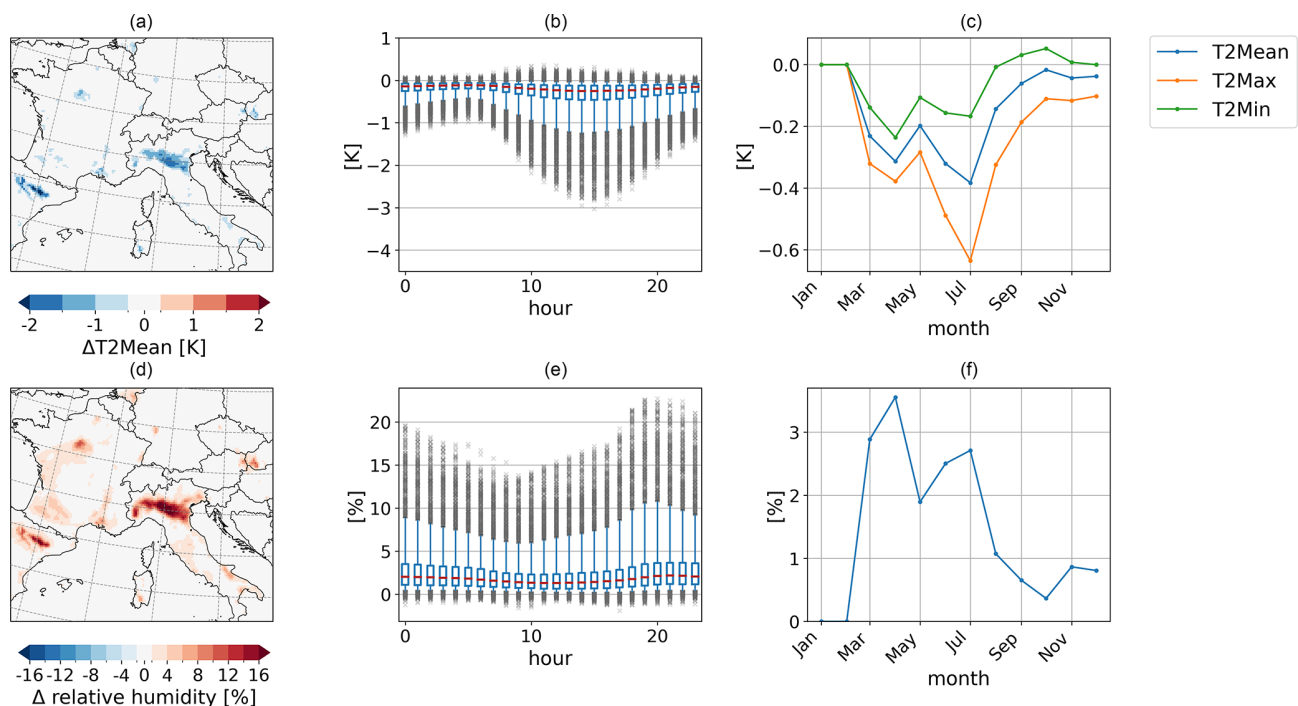 (a)
-2 -1 0 1 2
ΔT2Mean [K]
(b)
1
0
−1
−2
−3
−4
[K]
0 10 20
hour
(c)
0.0
−0.2
−0.4
−0.6
[K]
Jan Mar May Jul Sep Nov
month
T2Mean
T2Max
T2Min
(d)
-16 -12 -8 -4 0 4 8 12 16
Δ relative humidity [%]
(e)
20
15
10
5
0
[%]
0 10 20
hour
(f)
3
2
1
0
[%]
Jan Mar May Jul Sep Nov
month